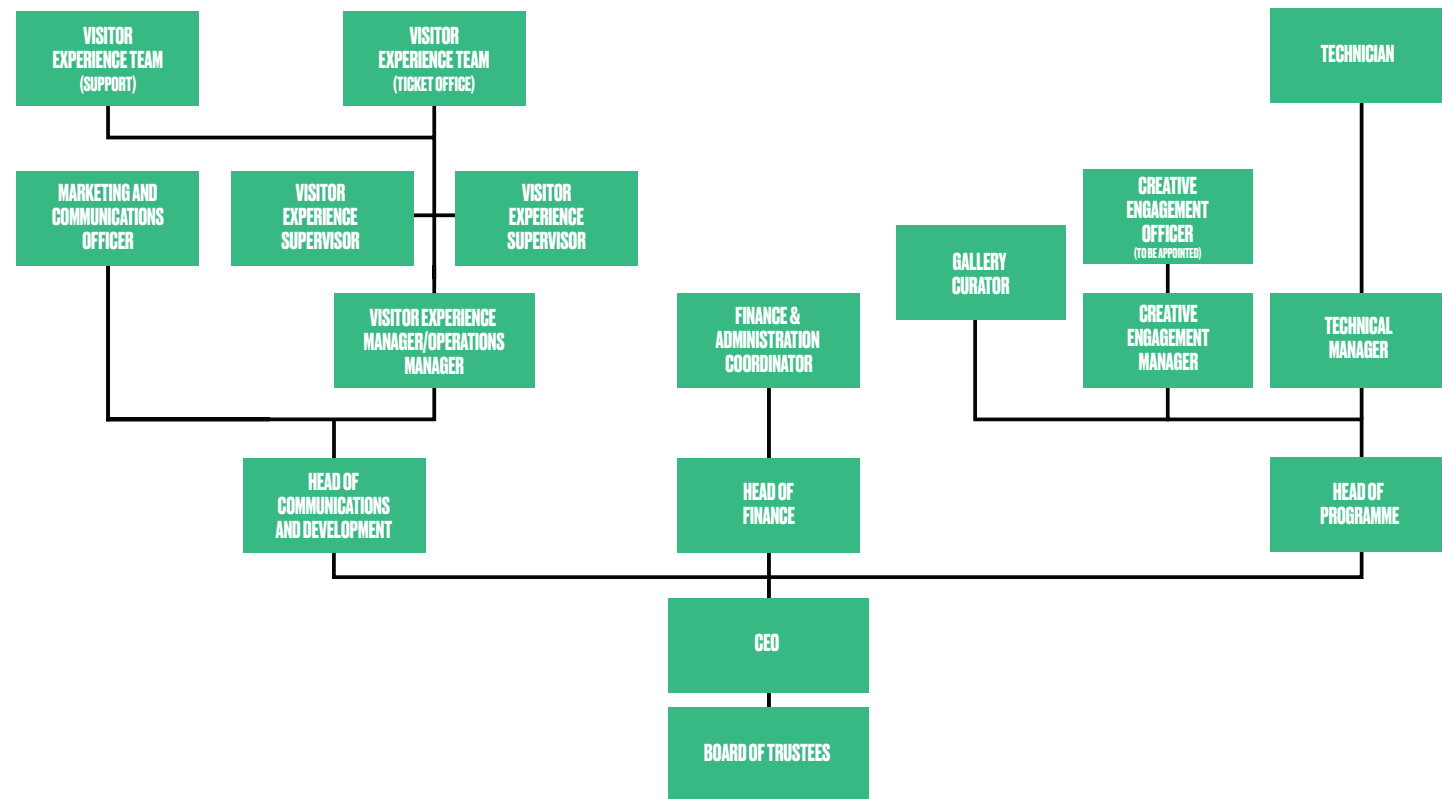 VISITOR
EXPERIENCE TEAM
(SUPPORT)
VISITOR
EXPERIENCE TEAM
(TICKET OFFICE)
TECHNICIAN
MARKETING AND
COMMUNICATIONS
OFFICER
VISITOR
EXPERIENCE
SUPERVISOR
VISITOR
EXPERIENCE
SUPERVISOR
CREATIVE
ENGAGEMENT
OFFICER
(TO BE APPOINTED)
GALLERY
CURATOR
VISITOR EXPERIENCE
MANAGER/OPERATIONS
MANAGER
FINANCE &
ADMINISTRATION
COORDINATOR
CREATIVE
ENGAGEMENT
MANAGER
TECHNICAL
MANAGER
HEAD OF
COMMUNICATIONS
AND DEVELOPMENT
HEAD OF
FINANCE
HEAD OF
PROGRAMME
CEO
BOARD OF TRUSTEES